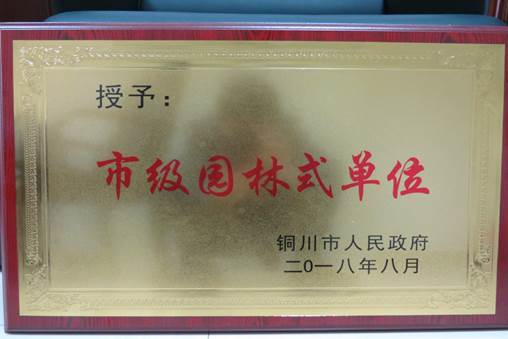 授予：
市级园林式单位
铜川市人民政府
二0一八年八月